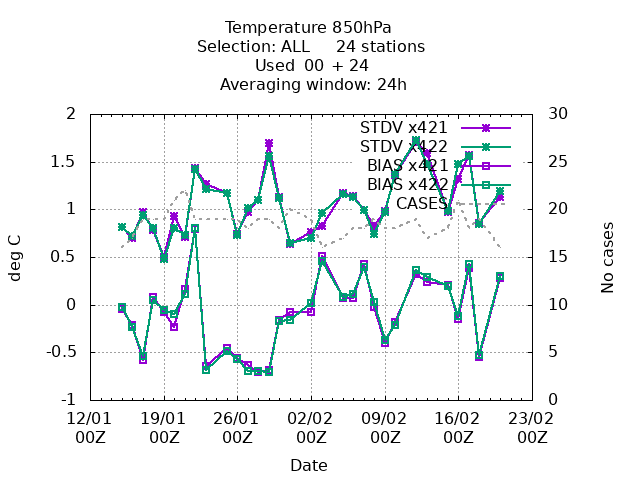 Temperature 850hPa
Selection: ALL 24 stations
Used 00 + 24
Averaging window: 24h
2 30
STDV x421
STDV x422
1.5 25
BIAS x421
BIAS x422
CASES
1 20
0.5 15
0 10
-0.5 5
-1 0
deg C
No cases
12/01 19/01 26/01 02/02 09/02 16/02 23/02
00Z 00Z 00Z 00Z 00Z 00Z 00Z
Date